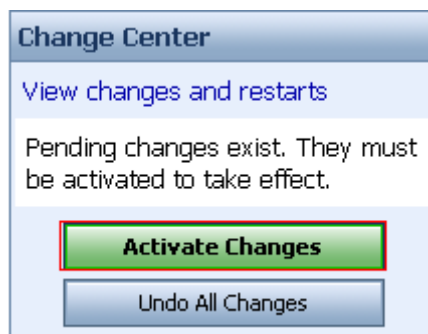 Change Center
View changes and restarts
Pending changes exist. They must
be activated to take effect.
Activate Changes
Undo All Changes